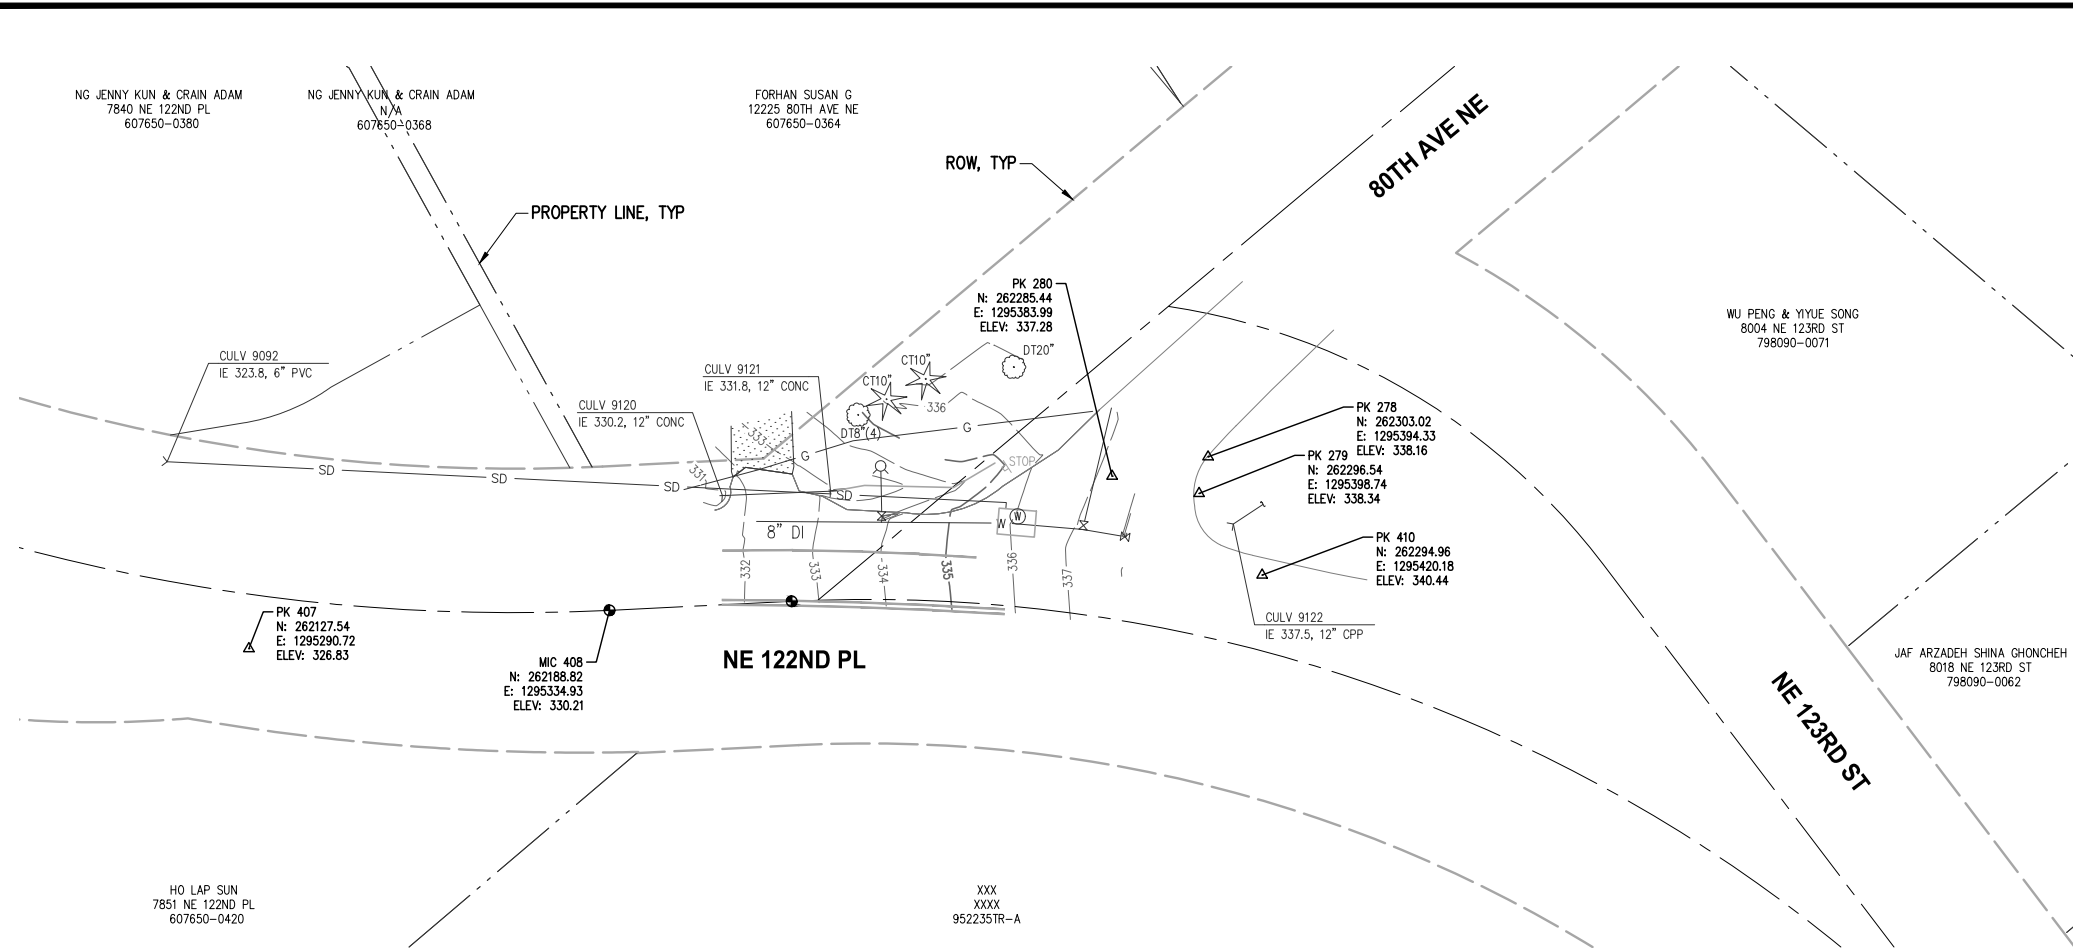 NG JENNY KUN & CRAIN ADAM
7840 NE 122ND PL
607650-0380
NG JENNY KUN & CRAIN ADAM
N/A
607650-0368
FORHAN SUSAN G
12225 80TH AVE NE
607650-0364
ROW, TYP
80TH AVE NE
PROPERTY LINE, TYP
PK 280
N: 262285.44
E: 1295383.99
ELEV: 337.28
WU PENG & YIYUE SONG
8004 NE 123RD ST
798090-0071
CULV 9092
IE 323.8, 6" PVC
CULV 9121
IE 331.8, 12" CONC
CULV 9120
IE 330.2, 12" CONC
CT10"
CT10"
DT20"
DT8"(4)
336
333
331
G
G
STOP
SD
SD
SD
SD
W
W
8" DI
332
333
334
335
336
337
PK 278
N: 262303.02
E: 1295394.33
ELEV: 338.16
PK 279
N: 262296.54
E: 1295398.74
ELEV: 338.34
PK 410
N: 262294.96
E: 1295420.18
ELEV: 340.44
CULV 9122
IE 337.5, 12" CPP
PK 407
N: 262127.54
E: 1295290.72
ELEV: 326.83
MIC 408
N: 262188.82
E: 1295334.93
ELEV: 330.21
NE 122ND PL
NE 123RD ST
JAF ARZADEH SHINA GHONCHEH
8018 NE 123RD ST
798090-0062
HO LAP SUN
7851 NE 122ND PL
607650-0420
XXX
XXXX
952235TR-A